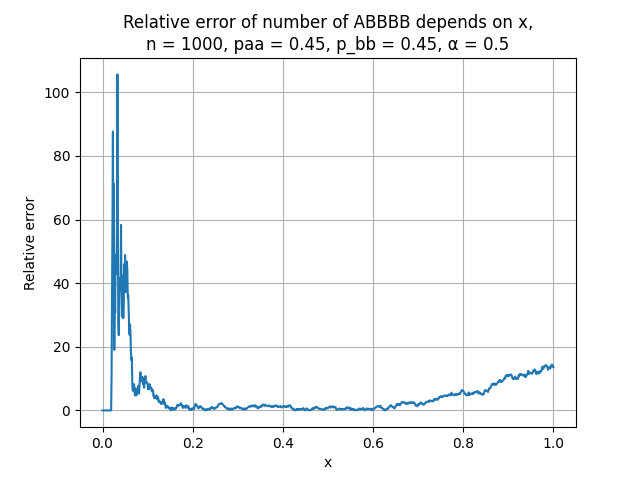 Relative error of number of ABBBB depends on x,
n = 1000, paa = 0.45, p_bb = 0.45, α = 0.5
Relative error
100
80
60
40
20
0
0.0 0.2 0.4 0.6 0.8 1.0
x